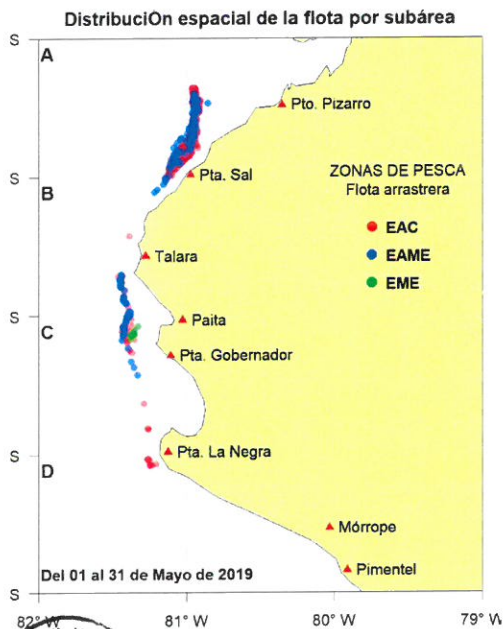 Distribución espacial de la flota por subárea
S
A
Pto. Pizarro
S
Pta. Sal
B
ZONAS DE PESCA
Flota arrastrera
EAC
EAME
EME
Talara
S
C
Paita
Pta. Gobernador
S
D
Pta. La Negra
Mórrope
Del 01 al 31 de Mayo de 2019
Pimentel
S
82° W
81° W
80° W
79° W